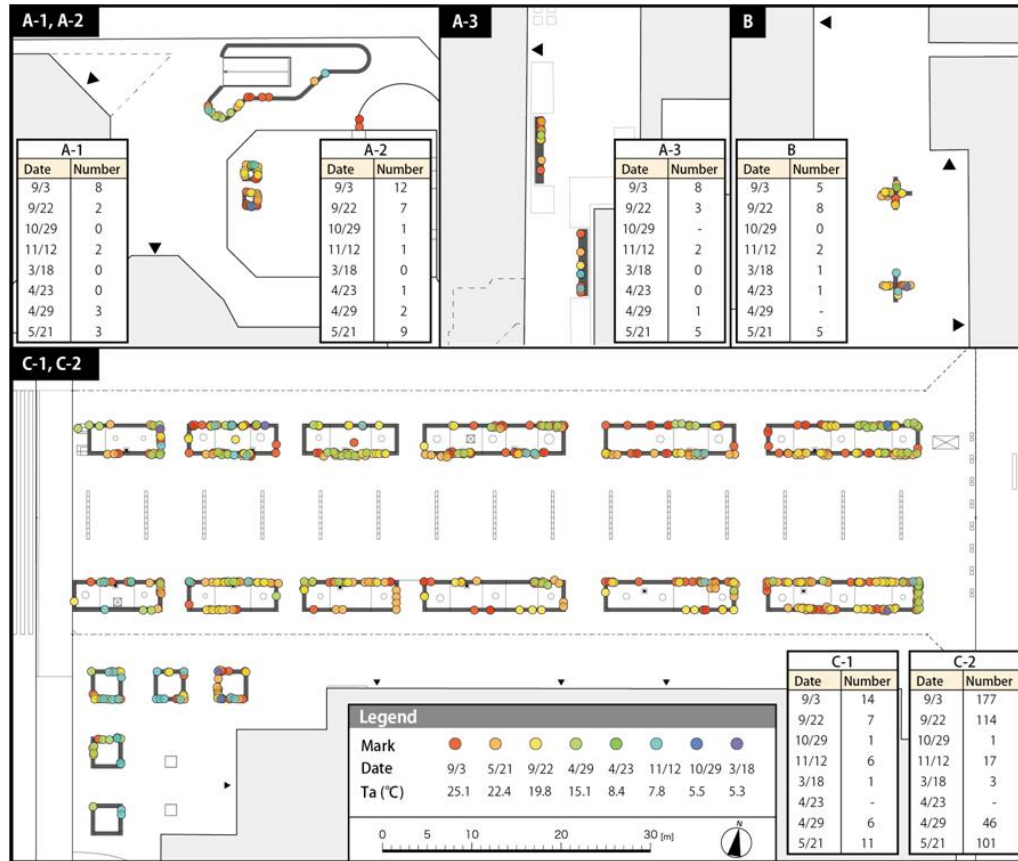 A-1, A-2
A-3
B
A-1
Date Number
9/3 8
9/22 2
10/29 0
11/12 2
3/18 0
4/23 0
4/29 3
5/21 3
A-2
Date Number
9/3 12
9/22 7
10/29 1
11/12 1
3/18 0
4/23 1
4/29 2
5/21 9
A-3
Date Number
9/3 8
9/22 3
10/29 -
11/12 2
3/18 0
4/23 0
4/29 1
5/21 5
B
Date Number
9/3 5
9/22 8
10/29 0
11/12 2
3/18 1
4/23 1
4/29 -
5/21 5
C-1, C-2
C-1
Date Number
9/3 14
9/22 7
10/29 1
11/12 6
3/18 1
4/23 -
4/29 6
5/21 11
C-2
Date Number
9/3 177
9/22 114
10/29 1
11/12 17
3/18 3
4/23 -
4/29 46
5/21 101
Legend
Mark
Date 9/3 5/21 9/22 4/29 4/23 11/12 10/29 3/18
Ta (°C) 25.1 22.4 19.8 15.1 8.4 7.8 5.5 5.3
0 5 10 20 30 [m]
N